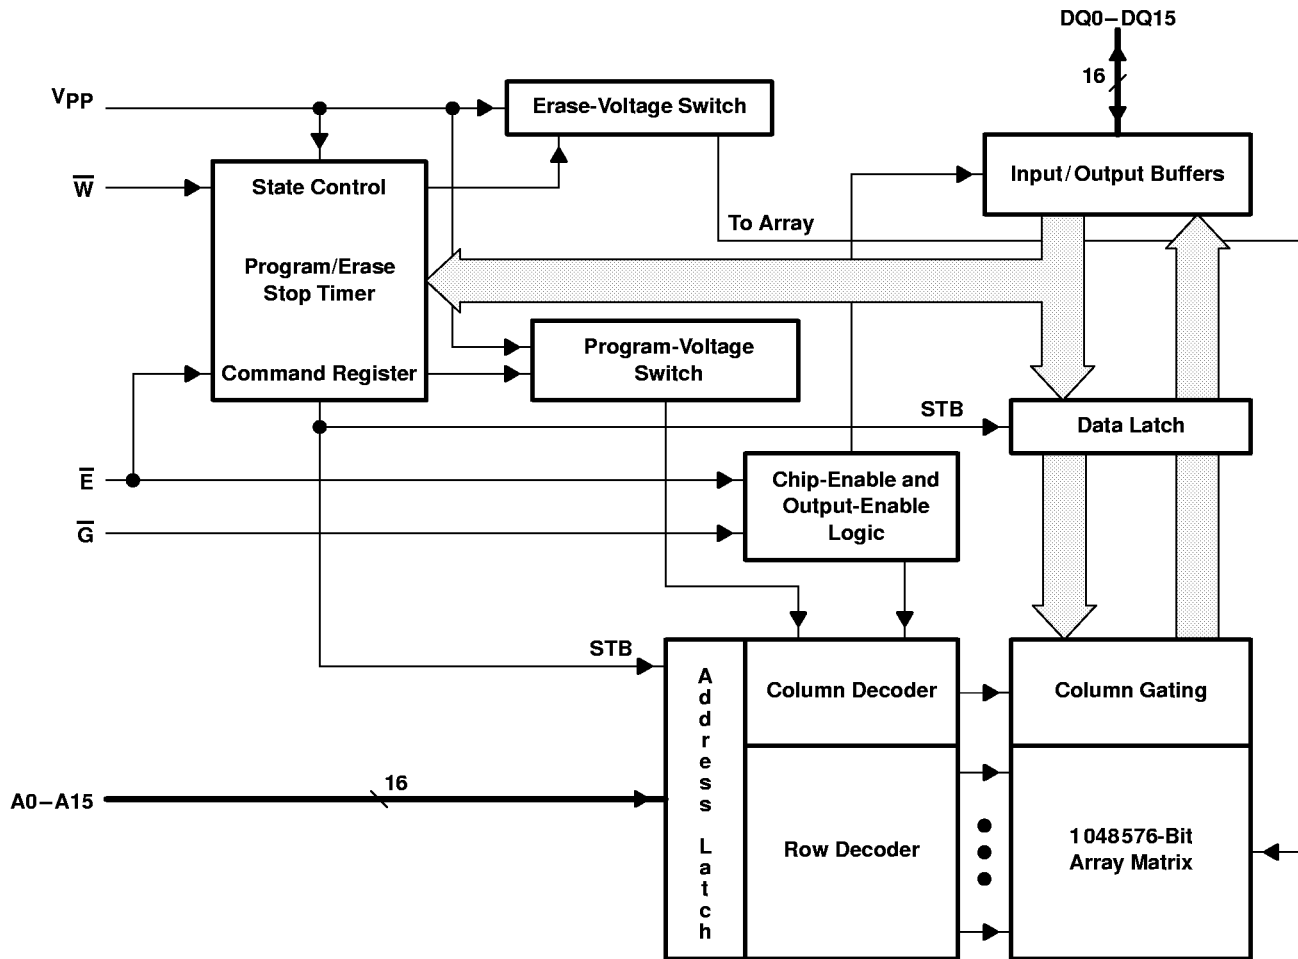 DQ0–DQ15
16
VPP
Erase-Voltage Switch
W
State Control
Input/Output Buffers
To Array
Program/Erase
Stop Timer
Program-Voltage
Switch
Command Register
STB
Data Latch
E
Chip-Enable and
Output-Enable
Logic
G
STB
Address Latch
Column Decoder
Column Gating
16
A0–A15
Row Decoder
1048576-Bit
Array Matrix